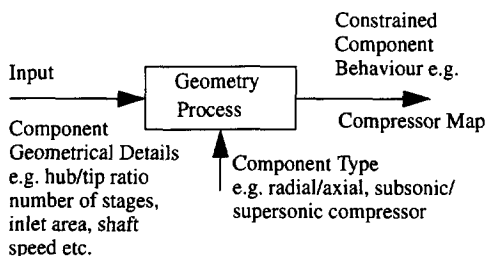 Input
Component
Geometrical Details
e.g. hub/tip ratio
number of stages,
inlet area, shaft
speed etc.
Geometry
Process
Component Type
e.g. radial/axial, subsonic/
supersonic compressor
Constrained
Component
Behaviour e.g.
Compressor Map